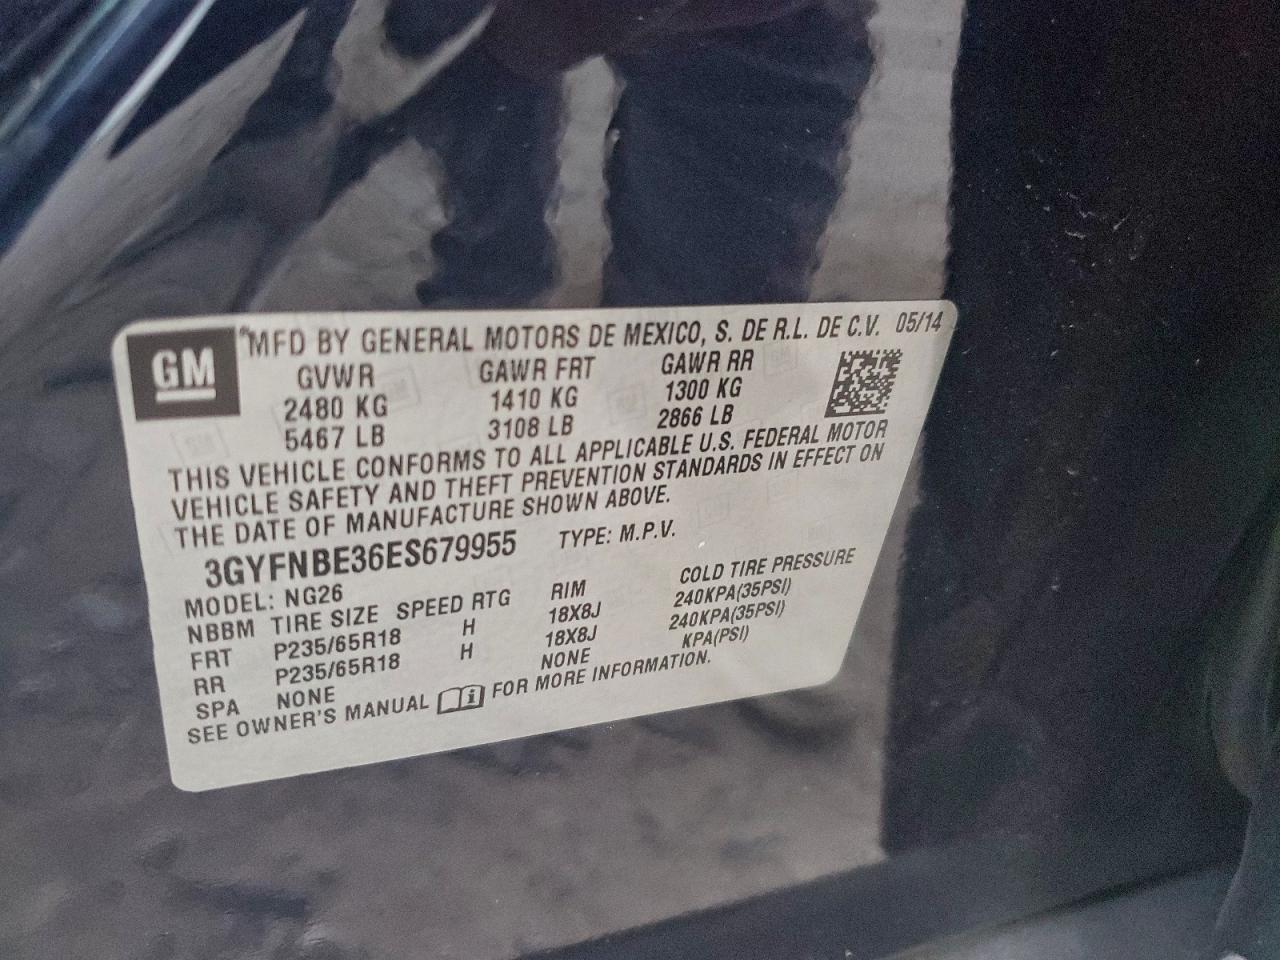 GM
MFD BY GENERAL MOTORS DE MEXICO, S. DE R.L. DE C.V. 05/14
GVWR GAWR FRT GAWR RR
2480 KG 1410 KG 1300 KG
5467 LB 3108 LB 2866 LB
THIS VEHICLE CONFORMS TO ALL APPLICABLE U.S. FEDERAL MOTOR
VEHICLE SAFETY AND THEFT PREVENTION STANDARDS IN EFFECT ON
THE DATE OF MANUFACTURE SHOWN ABOVE.
3GYFNBE36ES679955 TYPE: M.P.V.
MODEL: NG26
NBBM TIRE SIZE SPEED RTG RIM COLD TIRE PRESSURE
FRT P235/65R18 H 18X8J 240KPA(35PSI)
RR P235/65R18 H 18X8J 240KPA(35PSI)
SPA NONE NONE KPA(PSI)
SEE OWNER'S MANUAL i FOR MORE INFORMATION.